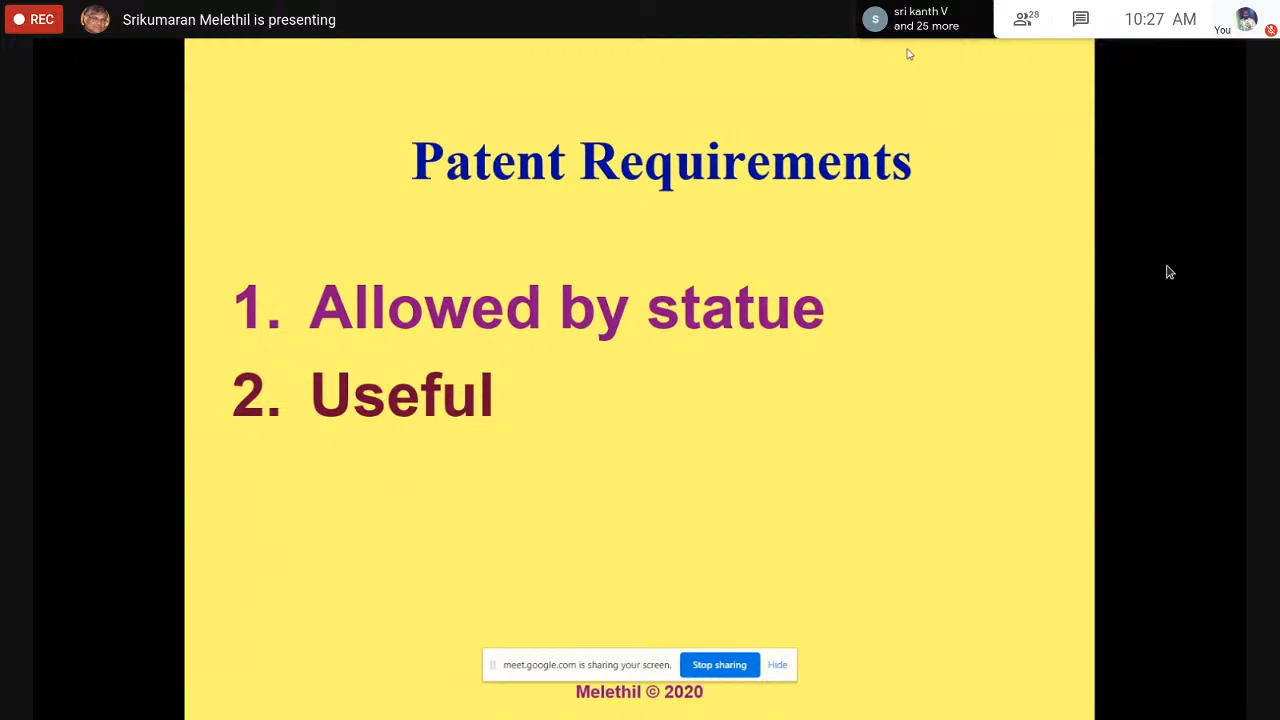 REC
Srikumaran Melethil is presenting
S
sri kanth V
and 25 more
28
10:27 AM
You
Patent Requirements
1. Allowed by statue
2. Useful
meet.google.com is sharing your screen.
Stop sharing
Hide
Melethil © 2020